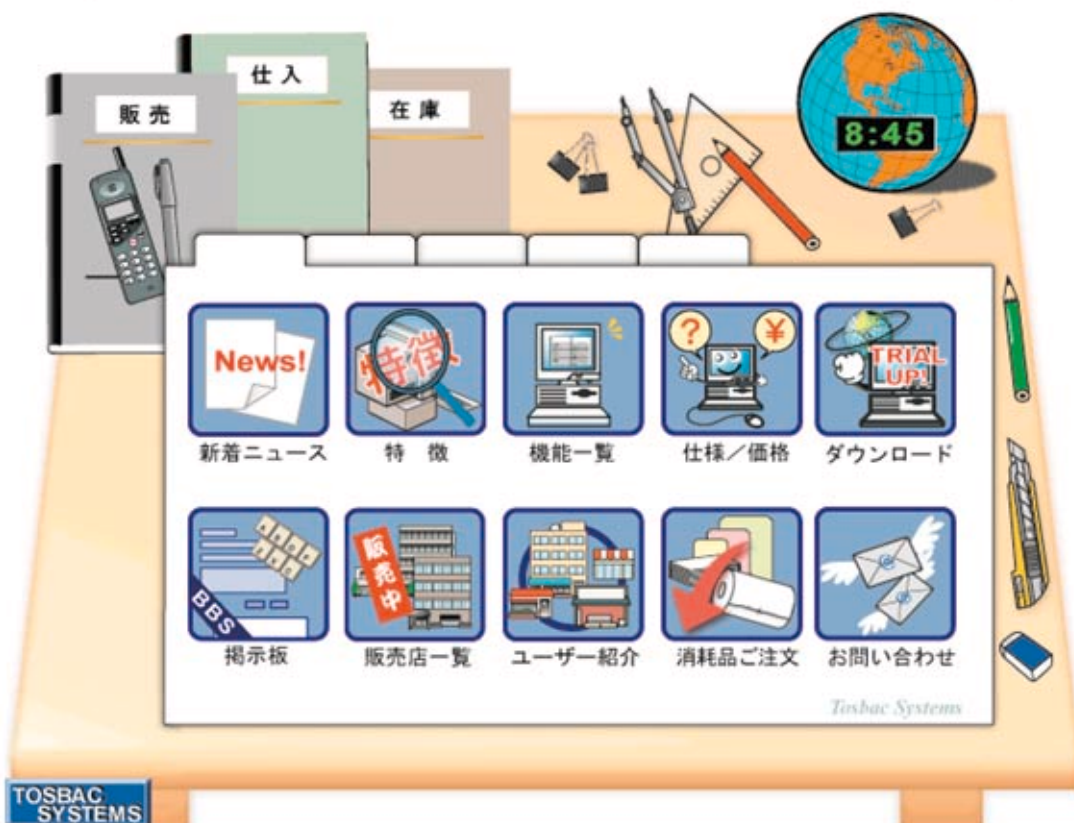 仕入
販売
在庫
8:45
News!
特徴
?
¥
TRIAL
UP!
新着ニュース
特徴
機能一覧
仕様／価格
ダウンロード
BBS
販売中
掲示板
販売店一覧
ユーザー紹介
消耗品ご注文
お問い合わせ
Tosbac Systems
TOSBAC
SYSTEMS